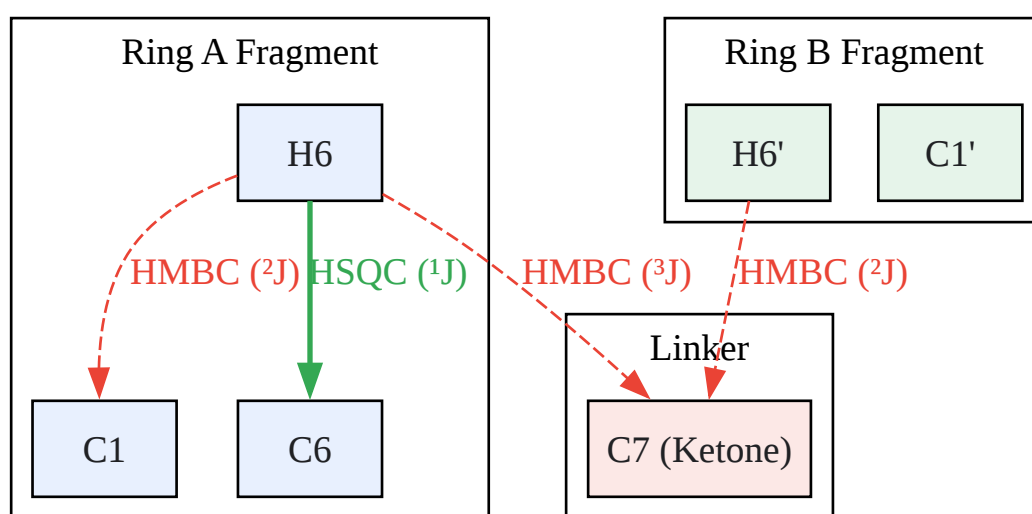 Ring A Fragment
Ring B Fragment
H6
H6'
C1'
HMBC (²J)
HSQC (¹J)
HMBC (³J)
HMBC (²J)
Linker
C1
C6
C7 (Ketone)